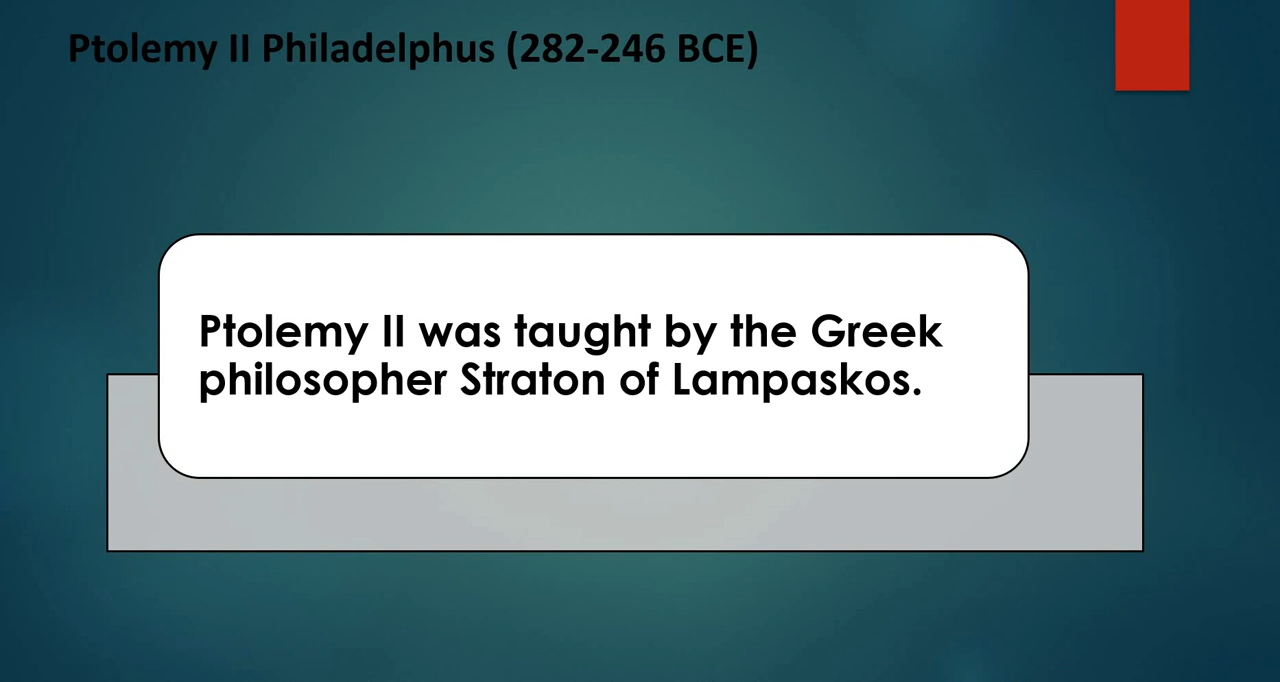 Ptolemy II Philadelphus (282-246 BCE)
Ptolemy II was taught by the Greek
philosopher Straton of Lampaskos.